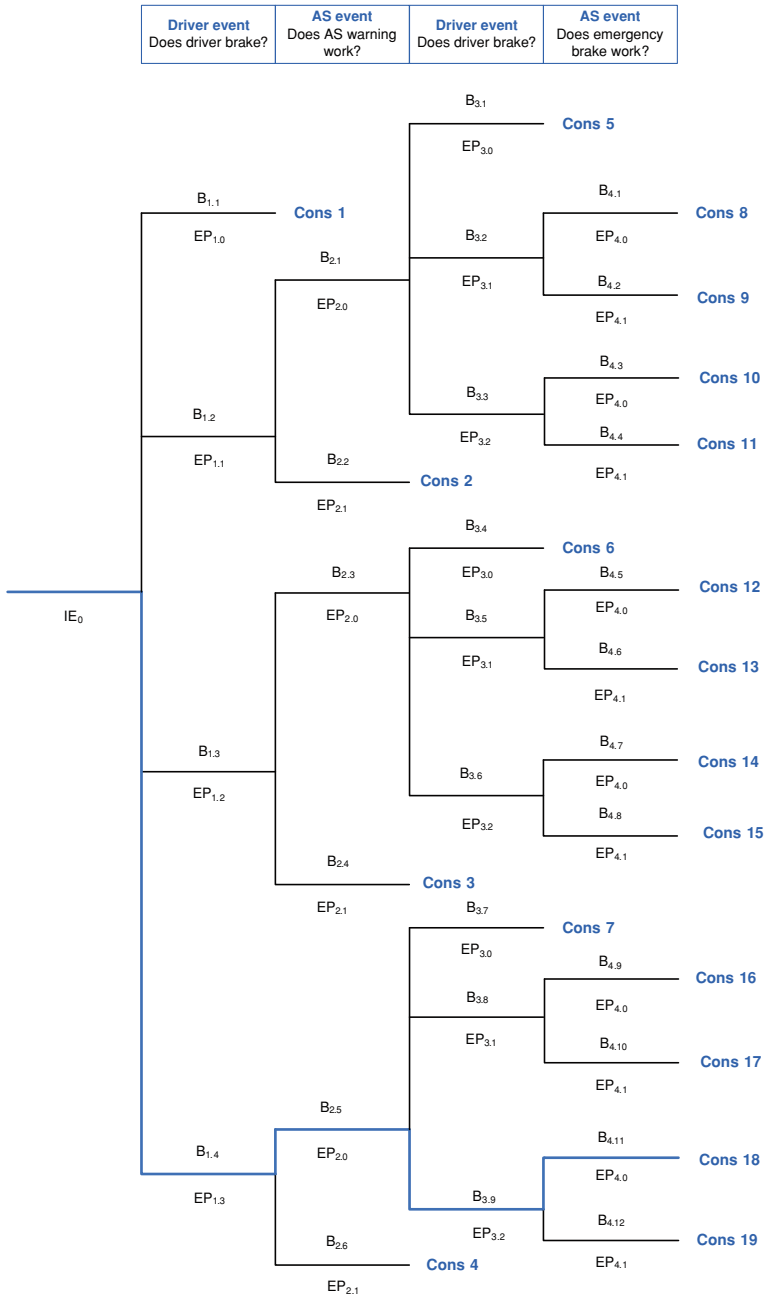 Driver event
Does driver brake?
AS event
Does AS warning
work?
Driver event
Does driver brake?
AS event
Does emergency
brake work?
B3.1
Cons 5
EP3.0
B1.1
Cons 1
EP1.0
B4.1
Cons 8
EP4.0
B3.2
EP3.1
B2.1
EP2.0
B4.2
Cons 9
EP4.1
B4.3
Cons 10
EP4.0
B3.3
EP3.2
B4.4
Cons 11
EP4.1
B1.2
EP1.1
B2.2
Cons 2
EP2.1
B3.4
Cons 6
EP3.0
B2.3
EP2.0
B4.5
Cons 12
EP4.0
IE0
B3.5
EP3.1
B4.6
Cons 13
EP4.1
B1.3
EP1.2
B4.7
Cons 14
EP4.0
B3.6
EP3.2
B4.8
Cons 15
EP4.1
B2.4
Cons 3
EP2.1
B3.7
Cons 7
EP3.0
B4.9
Cons 16
EP4.0
B3.8
EP3.1
B4.10
Cons 17
EP4.1
B2.5
EP2.0
B1.4
EP1.3
B4.11
Cons 18
EP4.0
B3.9
EP3.2
B4.12
Cons 19
EP4.1
B2.6
Cons 4
EP2.1